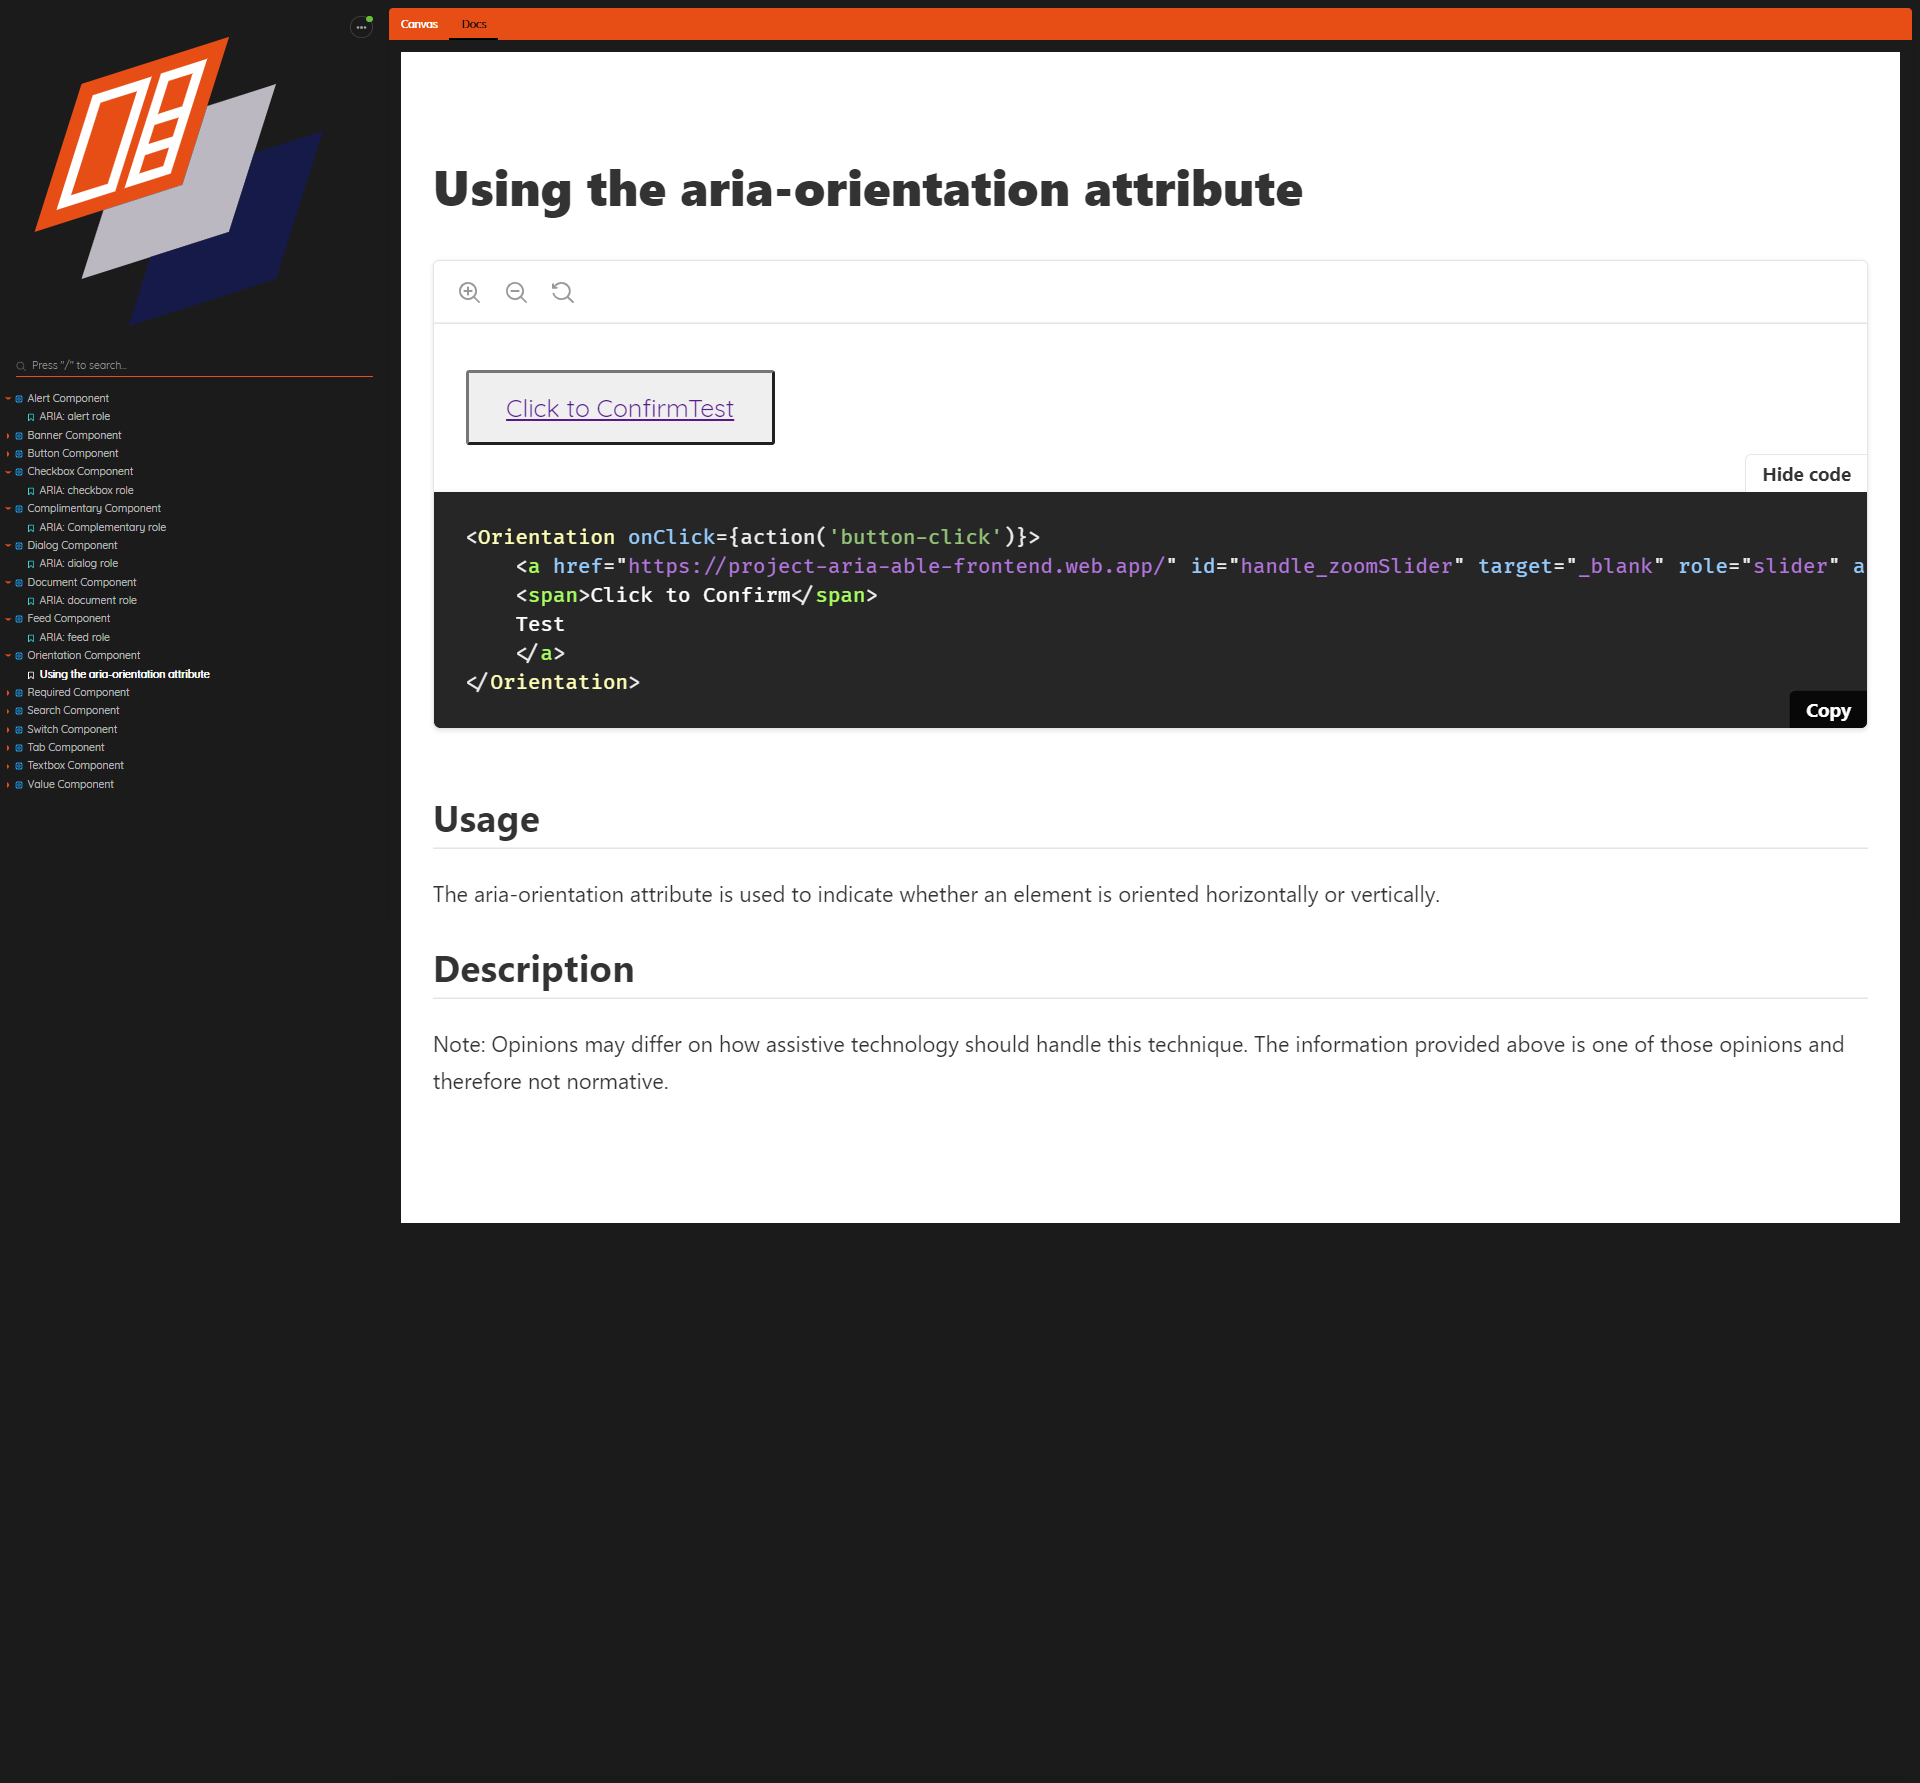 Press "/" to search...
Alert Component
ARIA: alert role
Banner Component
Button Component
Checkbox Component
ARIA: checkbox role
Complimentary Component
ARIA: Complementary role
Dialog Component
ARIA: dialog role
Document Component
ARIA: document role
Feed Component
ARIA: feed role
Orientation Component
Using the aria-orientation attribute
Required Component
Search Component
Switch Component
Tab Component
Textbox Component
Value Component
Canvas Docs
Using the aria-orientation attribute
Click to ConfirmTest
Hide code
<Orientation onClick={action('button-click')}>
<a href="https://project-aria-able-frontend.web.app/" id="handle_zoomSlider" target="_blank" role="slider" a
<span>Click to Confirm</span>
Test
</a>
</Orientation>
Copy
Usage
The aria-orientation attribute is used to indicate whether an element is oriented horizontally or vertically.
Description
Note: Opinions may differ on how assistive technology should handle this technique. The information provided above is one of those opinions and
therefore not normative.